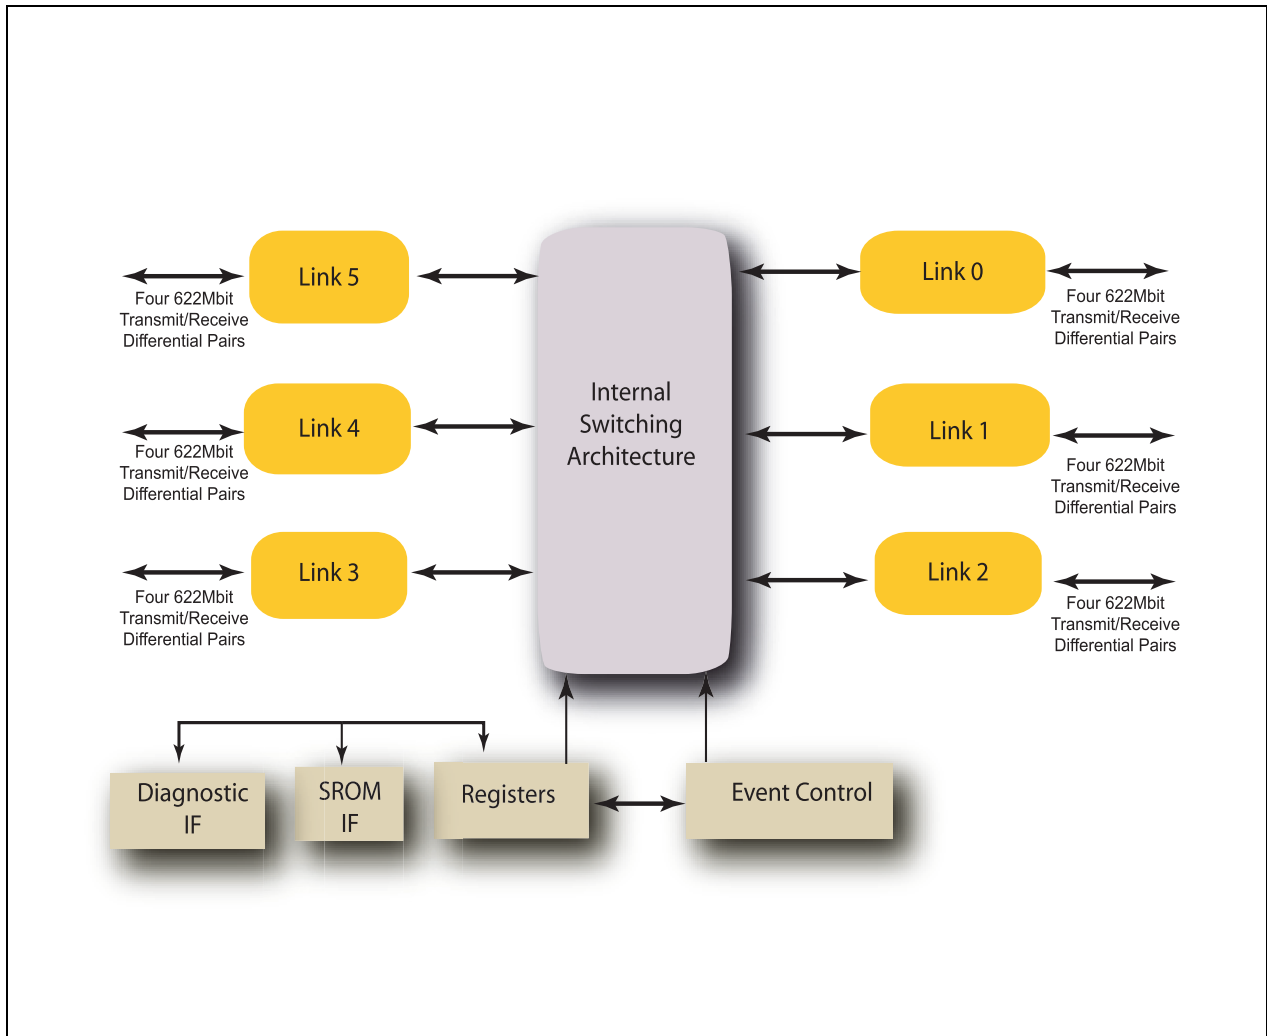 Link 5
Four 622Mbit
Transmit/Receive
Differential Pairs
Link 4
Four 622Mbit
Transmit/Receive
Differential Pairs
Link 3
Four 622Mbit
Transmit/Receive
Differential Pairs
Internal
Switching
Architecture
Link 0
Four 622Mbit
Transmit/Receive
Differential Pairs
Link 1
Four 622Mbit
Transmit/Receive
Differential Pairs
Link 2
Four 622Mbit
Transmit/Receive
Differential Pairs
Diagnostic
IF
SROM
IF
Registers
Event Control